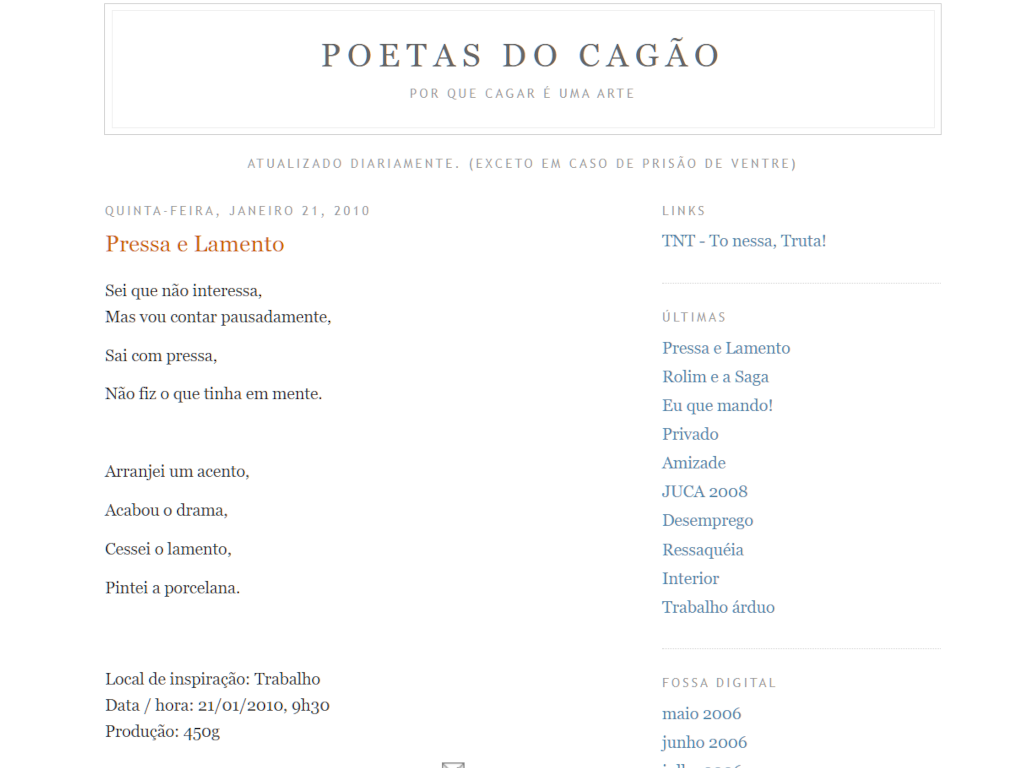 POETAS DO CAGÃO
POR QUE CAGAR É UMA ARTE
ATUALIZADO DIARIAMENTE. (EXCETO EM CASO DE PRISÃO DE VENTRE)
QUINTA-FEIRA, JANEIRO 21, 2010
Pressa e Lamento
Sei que não interessa,
Mas vou contar pausadamente,
Sai com pressa,
Não fiz o que tinha em mente.
Arranjei um acento,
Acabou o drama,
Cessei o lamento,
Pintei a porcelana.
Local de inspiração: Trabalho
Data / hora: 21/01/2010, 9h30
Produção: 450g
LINKS
TNT - To nessa, Truta!
ÚLTIMAS
Pressa e Lamento
Rolim e a Saga
Eu que mando!
Privado
Amizade
JUCA 2008
Desemprego
Ressaquéia
Interior
Trabalho árduo
FOSSA DIGITAL
maio 2006
junho 2006